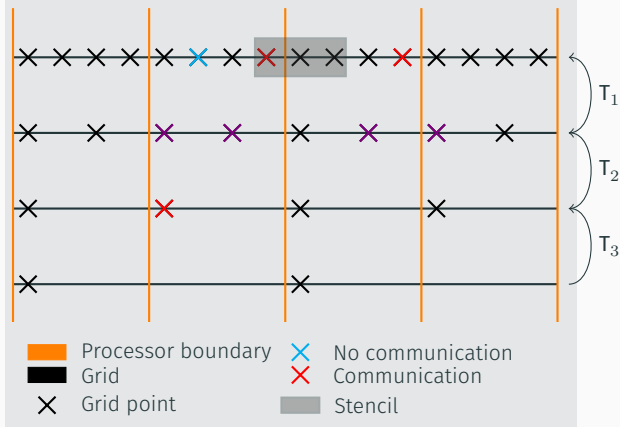 T1
T2
T3
Processor boundary
No communication
Grid
Communication
Grid point
Stencil